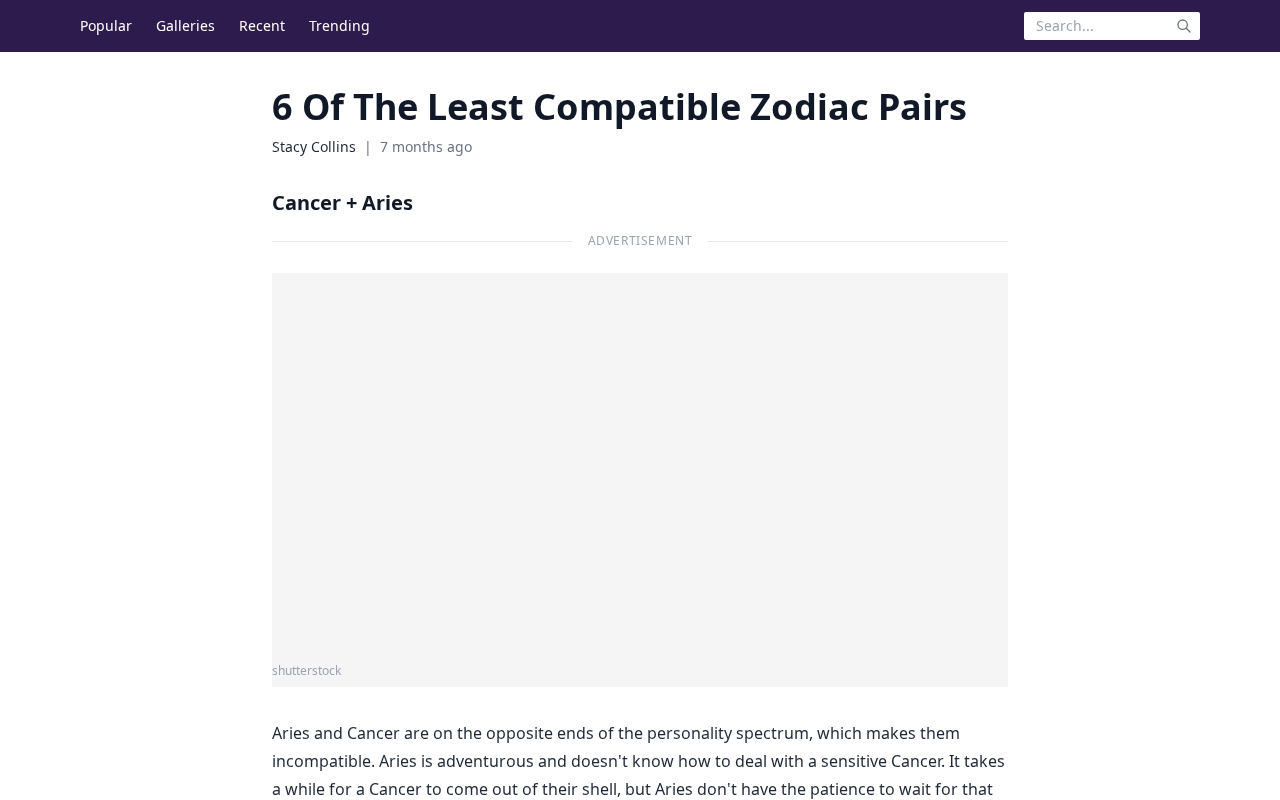 Popular Galleries Recent Trending Search...
6 Of The Least Compatible Zodiac Pairs
Stacy Collins | 7 months ago
Cancer + Aries
ADVERTISEMENT
shutterstock
Aries and Cancer are on the opposite ends of the personality spectrum, which makes them
incompatible. Aries is adventurous and doesn't know how to deal with a sensitive Cancer. It takes
a while for a Cancer to come out of their shell, but Aries don't have the patience to wait for that